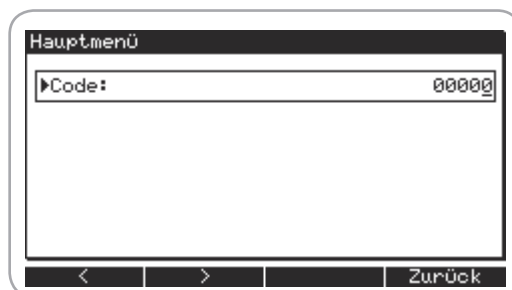 Hauptmenü
▶Code: 00000
< > Zurück